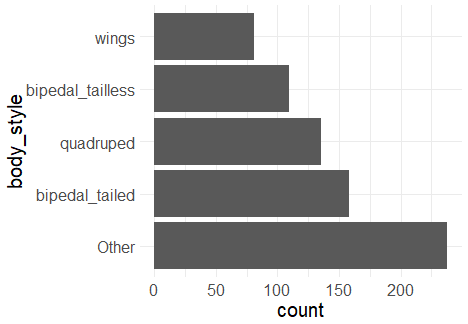 wings
bipedal_tailless
quadruped
bipedal_tailed
Other
body_style
0 50 100 150 200
count